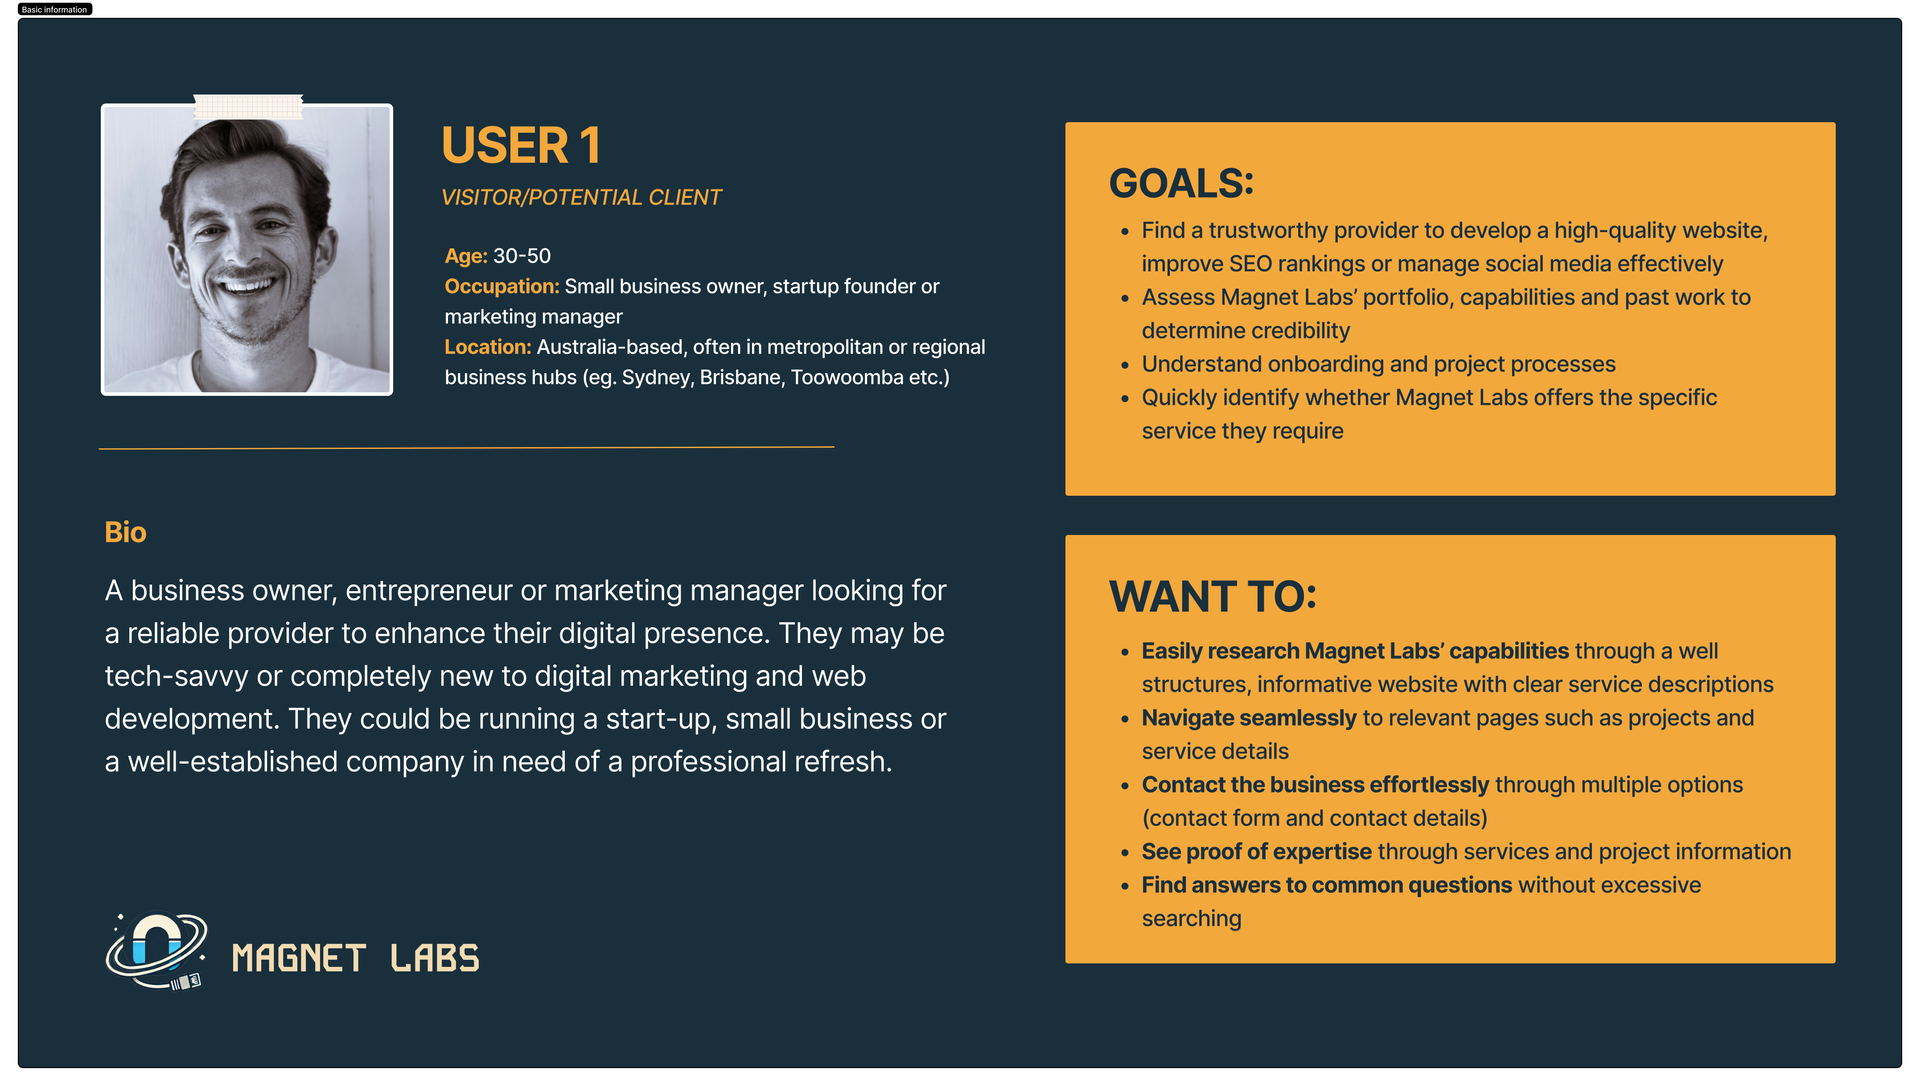 Basic information
USER 1
VISITOR/POTENTIAL CLIENT
Age: 30-50
Occupation: Small business owner, startup founder or
marketing manager
Location: Australia-based, often in metropolitan or regional
business hubs (eg. Sydney, Brisbane, Toowoomba etc.)
Bio
A business owner, entrepreneur or marketing manager looking for
a reliable provider to enhance their digital presence. They may be
tech-savvy or completely new to digital marketing and web
development. They could be running a start-up, small business or
a well-established company in need of a professional refresh.
MAGNET LABS
GOALS:
• Find a trustworthy provider to develop a high-quality website,
improve SEO rankings or manage social media effectively
• Assess Magnet Labs’ portfolio, capabilities and past work to
determine credibility
• Understand onboarding and project processes
• Quickly identify whether Magnet Labs offers the specific
service they require
WANT TO:
• Easily research Magnet Labs’ capabilities through a well
structures, informative website with clear service descriptions
• Navigate seamlessly to relevant pages such as projects and
service details
• Contact the business effortlessly through multiple options
(contact form and contact details)
• See proof of expertise through services and project information
• Find answers to common questions without excessive
searching